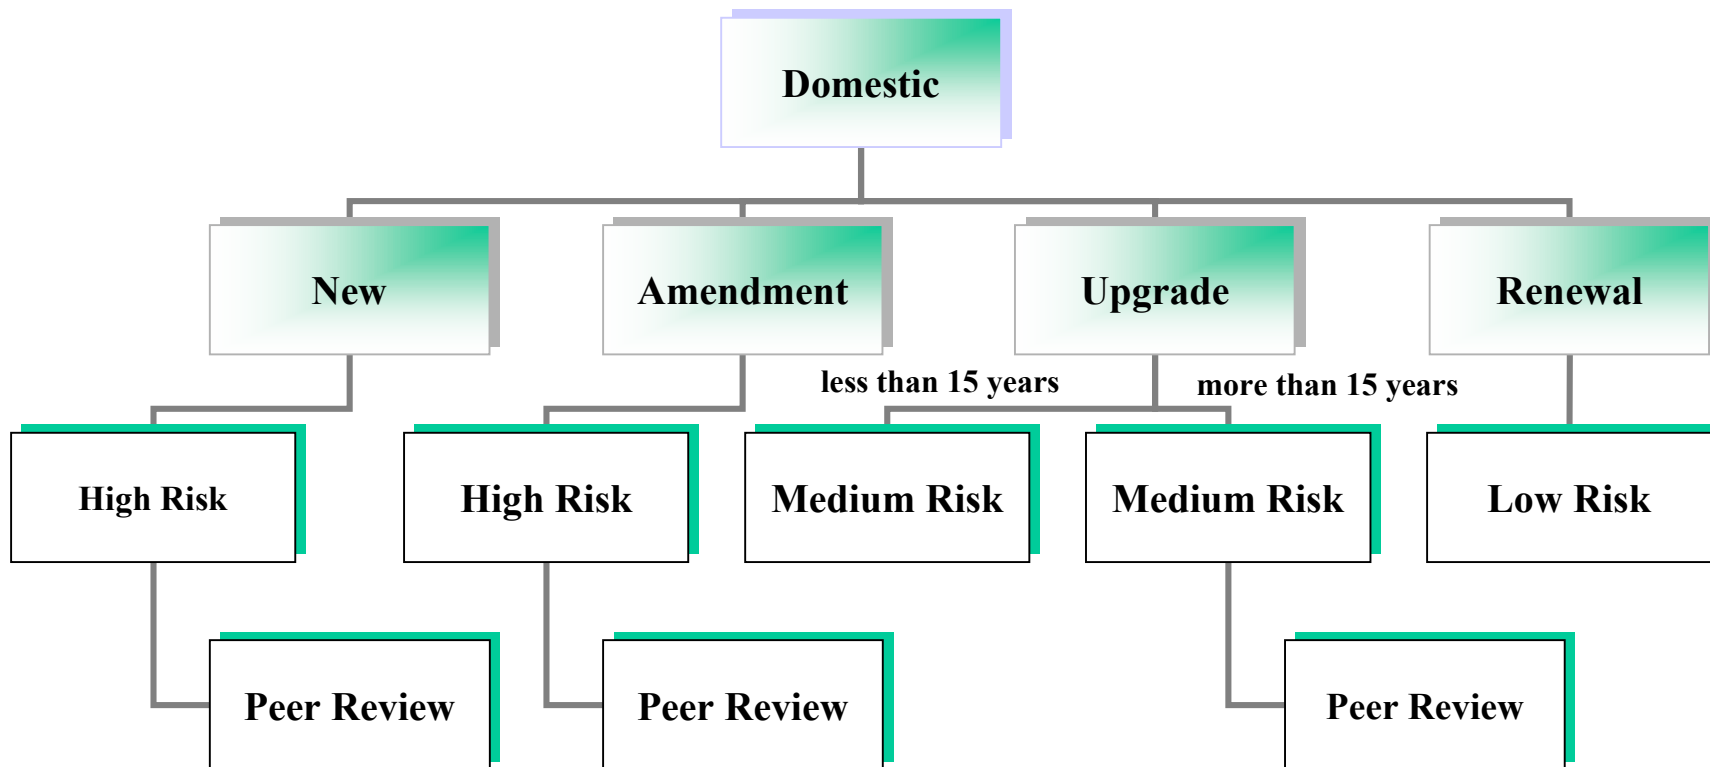 Domestic
New
Amendment
Upgrade
Renewal
less than 15 years
more than 15 years
High Risk
High Risk
Medium Risk
Medium Risk
Low Risk
Peer Review
Peer Review
Peer Review